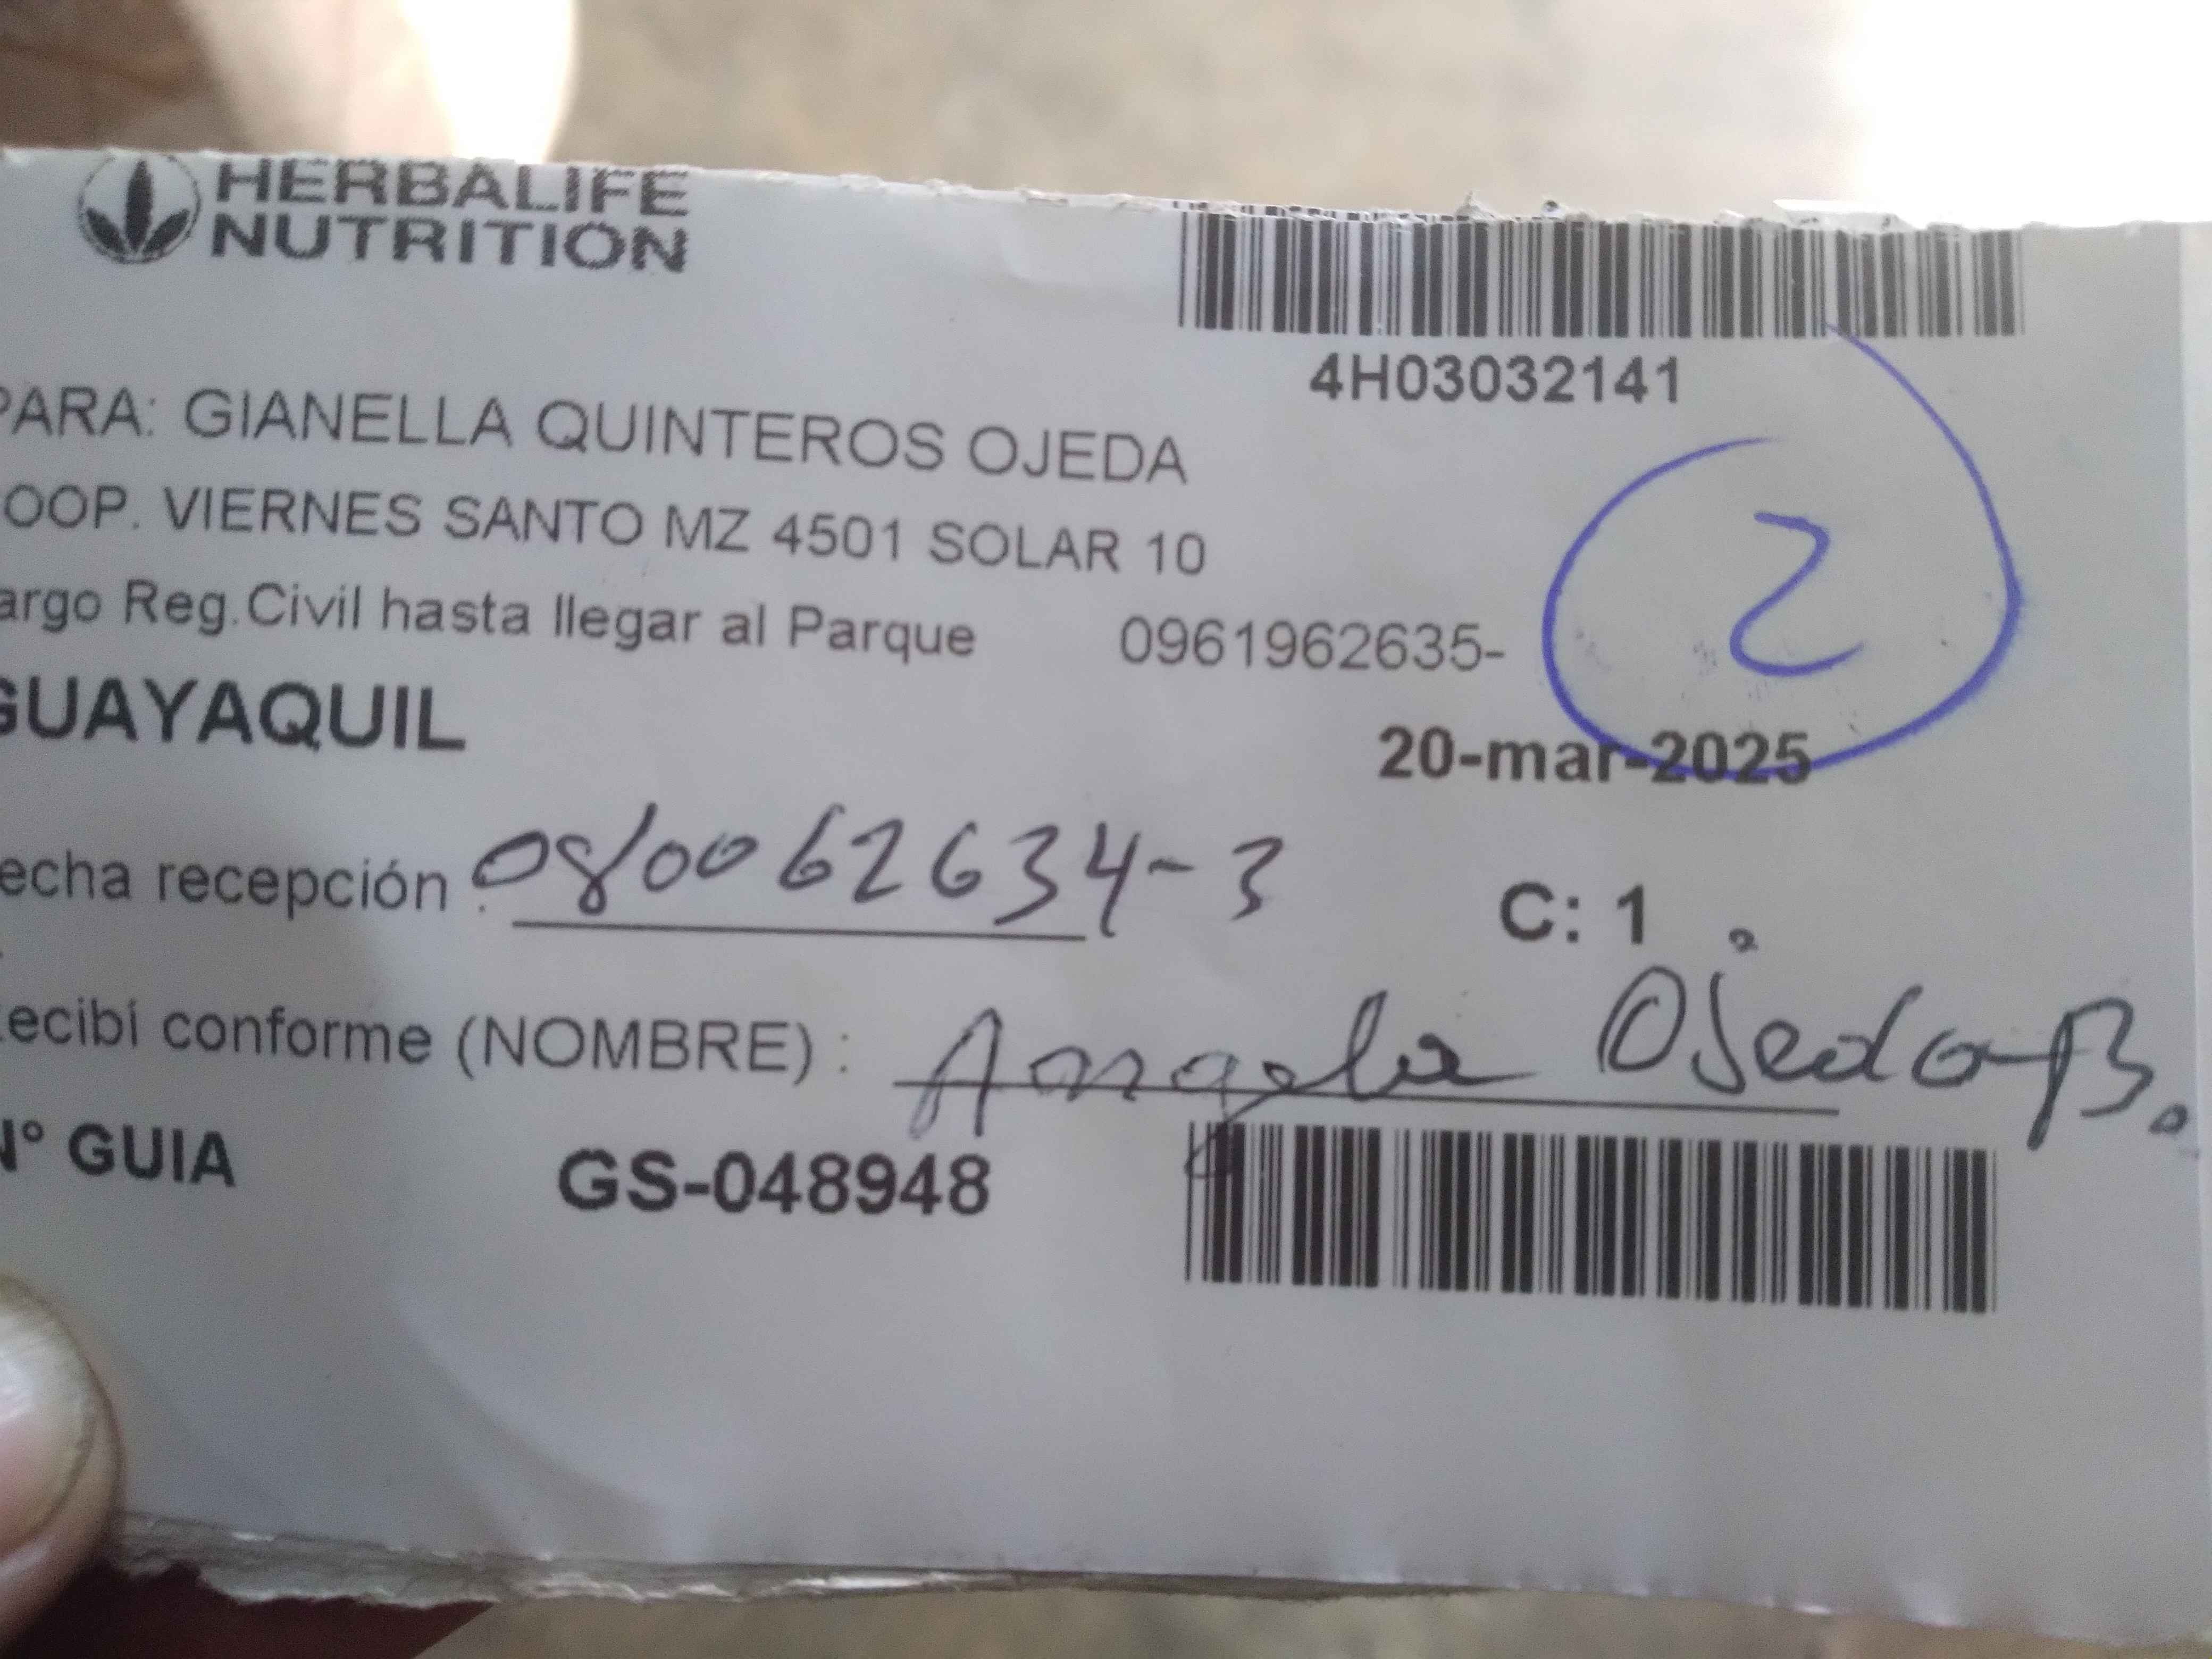 HERBALIFE
NUTRITION
4H03032141
PARA: GIANELLA QUINTEROS OJEDA
OOP. VIERNES SANTO MZ 4501 SOLAR 10
argo Reg.Civil hasta llegar al Parque 0961962635-
2
GUAYAQUIL
20-mar-2025
echa recepción : 080062634-3
C: 1
ecibí conforme (NOMBRE) : Angela Ojeda B.
N° GUIA GS-048948